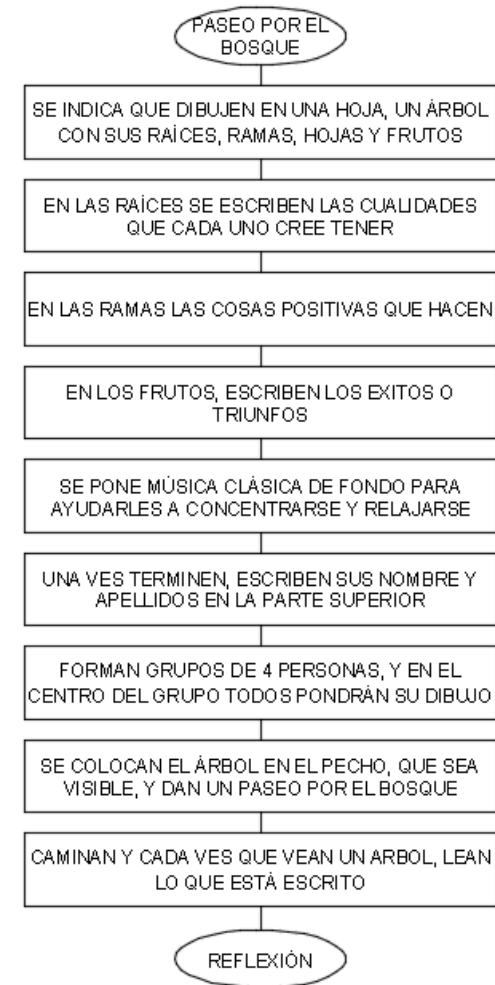 PASEO POR EL
BOSQUE
SE INDICA QUE DIBUJEN EN UNA HOJA, UN ÁRBOL
CON SUS RAÍCES, RAMAS, HOJAS Y FRUTOS
EN LAS RAÍCES SE ESCRIBEN LAS CUALIDADES
QUE CADA UNO CREE TENER
EN LAS RAMAS LAS COSAS POSITIVAS QUE HACEN
EN LOS FRUTOS, ESCRIBEN LOS EXITOS O
TRIUNFOS
SE PONE MÚSICA CLÁSICA DE FONDO PARA
AYUDARLES A CONCENTRARSE Y RELAJARSE
UNA VES TERMINEN, ESCRIBEN SUS NOMBRE Y
APELLIDOS EN LA PARTE SUPERIOR
FORMAN GRUPOS DE 4 PERSONAS, Y EN EL
CENTRO DEL GRUPO TODOS PONDRÁN SU DIBUJO
SE COLOCAN EL ÁRBOL EN EL PECHO, QUE SEA
VISIBLE, Y DAN UN PASEO POR EL BOSQUE
CAMINAN Y CADA VES QUE VEAN UN ARBOL, LEAN
LO QUE ESTÁ ESCRITO
REFLEXIÓN